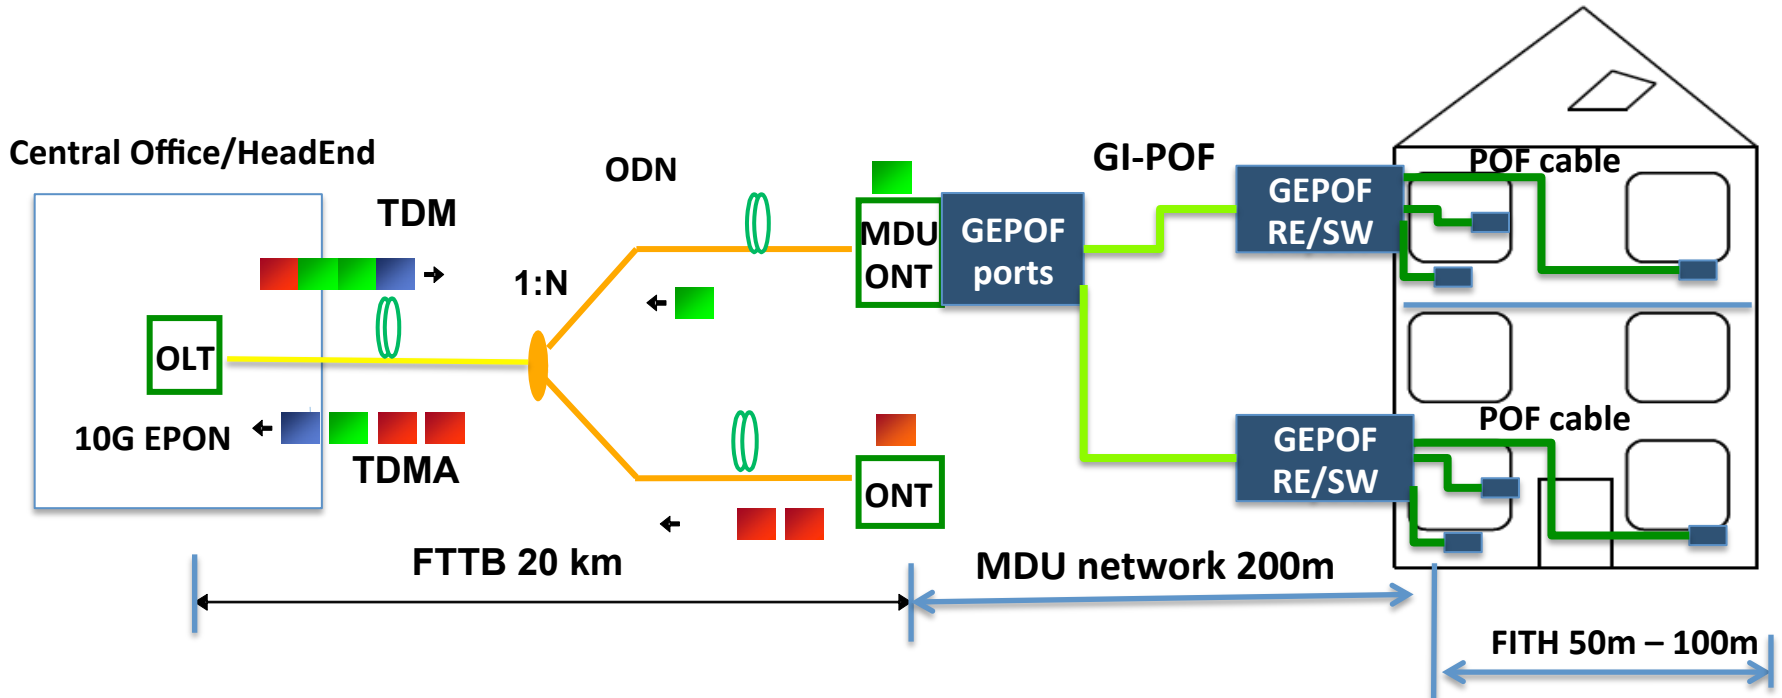 Central Office/HeadEnd
TDM
OLT
10G EPON
TDMA
1:N
ODN
MDU
ONT
GEPOF
ports
ONT
GI-POF
GEPOF
RE/SW
POF cable
GEPOF
RE/SW
POF cable
FTTB 20 km
MDU network 200m
FITH 50m – 100m